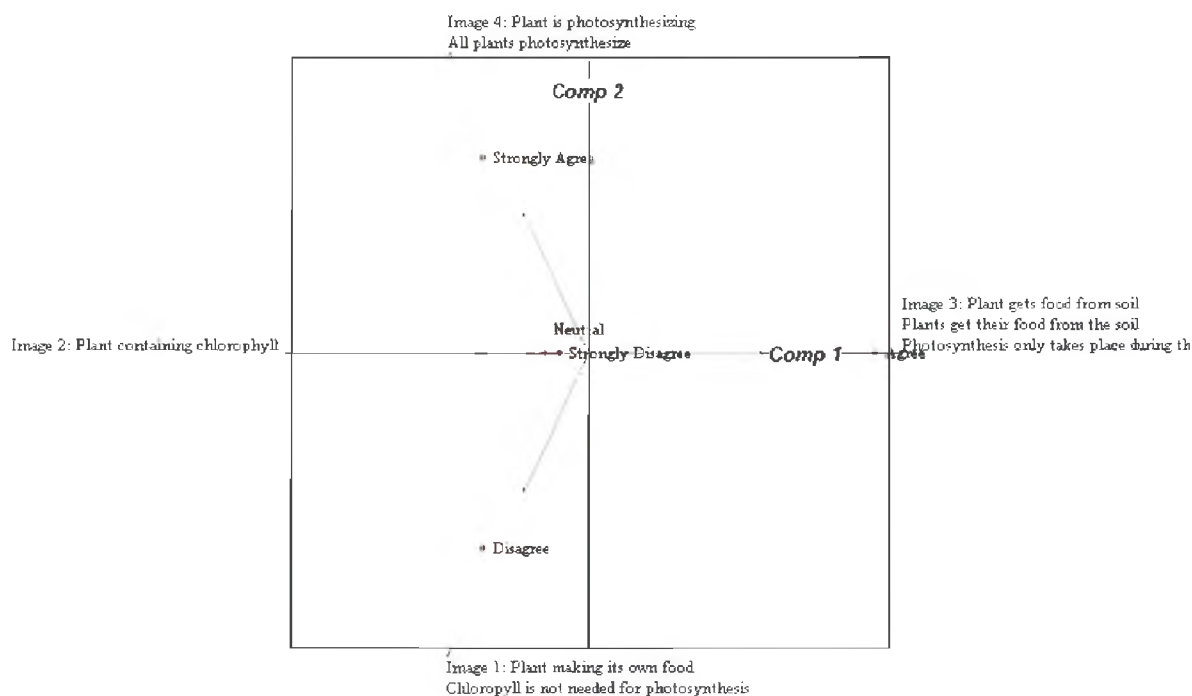 Image 4: Plant is photosynthesizing
All plants photosynthesize
Comp 2
Strongly Agree
Image 3: Plant gets food from soil
Plants get their food from the soil
Photosynthesis only takes place during th
Neutral
Image 2: Plant containing chlorophyll
Strongly Disagree
Comp 1
Agree
Disagree
Image 1: Plant making its own food
Chloropyll is not needed for photosynthesis